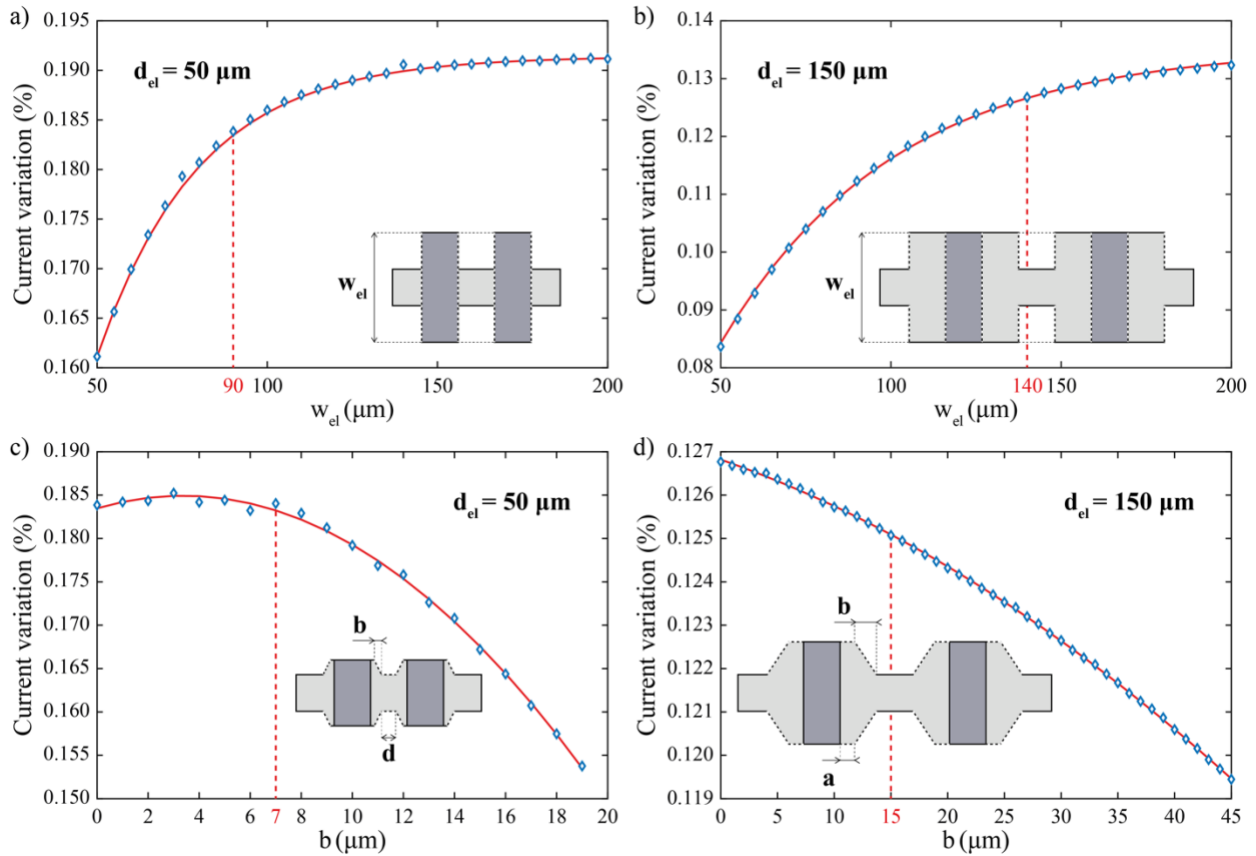 a)
Current variation (%)
0.195
0.190
0.185
0.180
0.175
0.170
0.165
0.160
d_el = 50 μm
w_el
50
90
100
150
200
w_el (μm)
b)
Current variation (%)
0.14
0.13
0.12
0.11
0.10
0.09
0.08
d_el = 150 μm
w_el
50
100
140
150
200
w_el (μm)
c)
Current variation (%)
0.190
0.185
0.180
0.175
0.170
0.165
0.160
0.155
0.150
d_el = 50 μm
b
d
0
2
4
6
7
8
10
12
14
16
18
20
b (μm)
d)
Current variation (%)
0.127
0.126
0.125
0.124
0.123
0.122
0.121
0.120
0.119
d_el = 150 μm
b
a
0
5
10
15
20
25
30
35
40
45
b (μm)